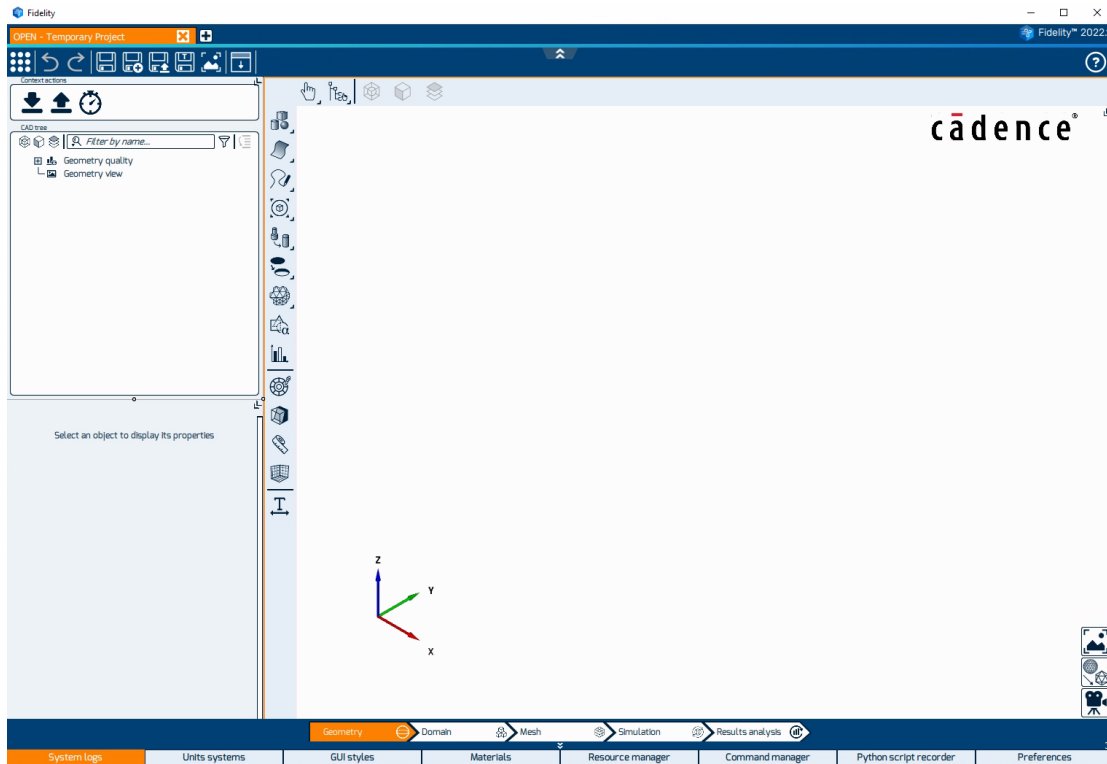 Fidelity
OPEN - Temporary Project
Fidelity™ 2022.
Context actions
CAD tree
Filter by name...
Geometry quality
Geometry view
cādence®
Select an object to display its properties
Z
Y
X
Geometry
Domain
Mesh
Simulation
Results analysis
System logs
Units systems
GUI styles
Materials
Resource manager
Command manager
Python script recorder
Preferences